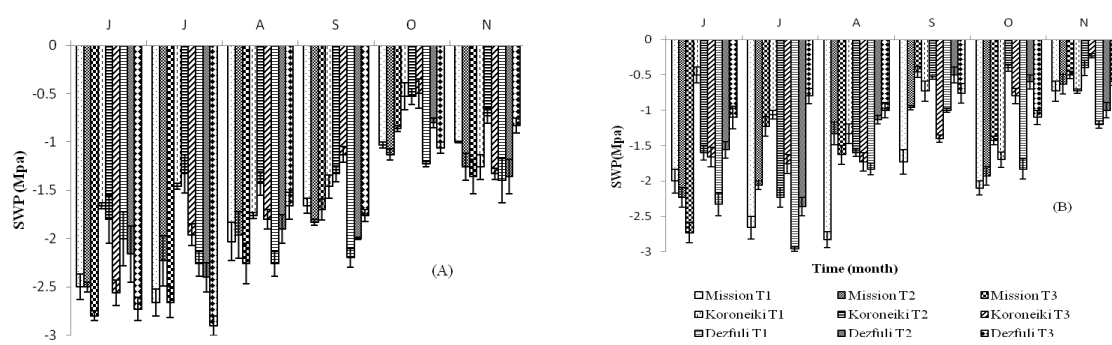 J J A S O N
0
-0.5
-1
-1.5
-2
-2.5
-3
SWP (Mpa)
(A)
J J A S O N
0
-0.5
-1
-1.5
-2
-2.5
-3
SWP(Mpa)
(B)
Time (month)
Mission T1 Mission T2 Mission T3
Koroneiki T1 Koroneiki T2 Koroneiki T3
Dezfuli T1 Dezfuli T2 Dezfuli T3